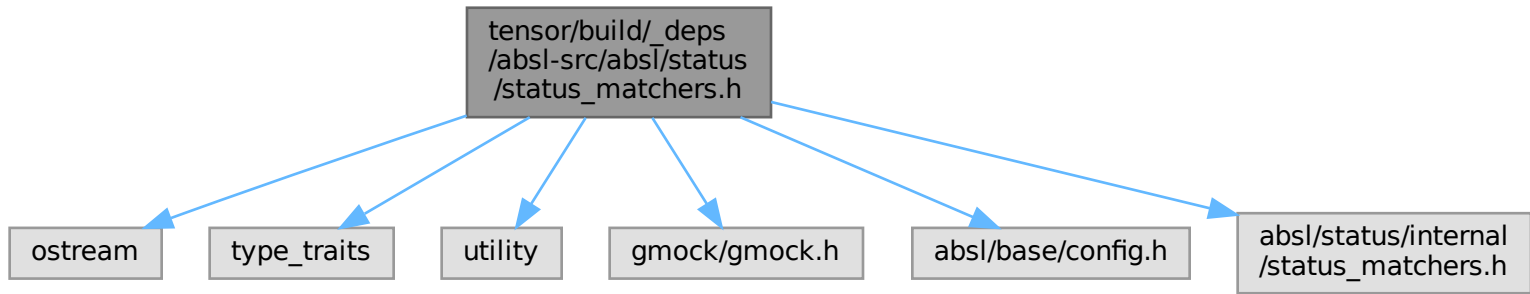 tensor/build/_deps
/absl-src/absl/status
/status_matchers.h
ostream
type_traits
utility
gmock/gmock.h
absl/base/config.h
absl/status/internal
/status_matchers.h